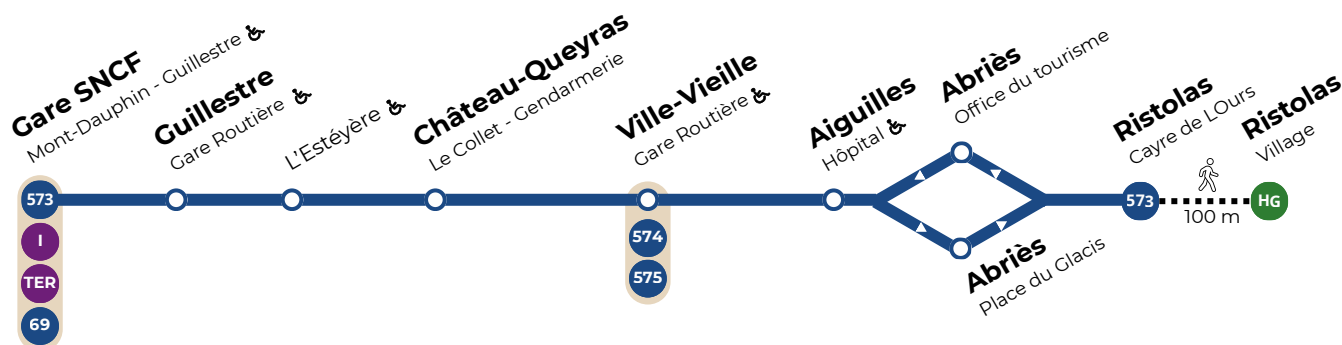 Gare SNCF
Mont-Dauphin - Guillestre
Guillestre
Gare Routière
L'Estéyère
Château-Queyras
Le Collet - Gendarmerie
Ville-Vieille
Gare Routière
Aiguilles
Hôpital
Abriès
Office du tourisme
Abriès
Place du Glacis
Ristolas
Cayre de L'Ours
Ristolas
Village
573
I
TER
69
574
575
573
100 m
HG